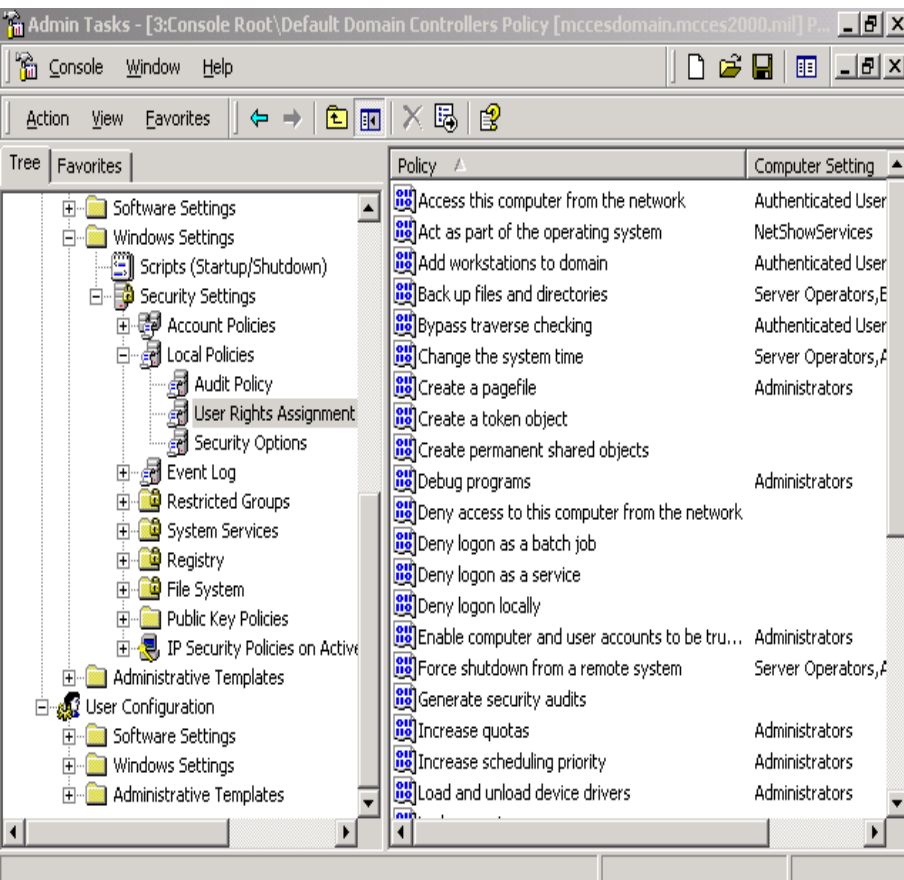 Admin Tasks - [3:Console Root\Default Domain Controllers Policy [mccesdomain.mcces2000.mil] P...
Console Window Help
Action View Favorites
Tree Favorites
Software Settings
Windows Settings
Scripts (Startup/Shutdown)
Security Settings
Account Policies
Local Policies
Audit Policy
User Rights Assignment
Security Options
Event Log
Restricted Groups
System Services
Registry
File System
Public Key Policies
IP Security Policies on Active
Administrative Templates
User Configuration
Software Settings
Windows Settings
Administrative Templates
Policy Computer Setting
Access this computer from the network Authenticated User
Act as part of the operating system NetShowServices
Add workstations to domain Authenticated User
Back up files and directories Server Operators,
Bypass traverse checking Authenticated User
Change the system time Server Operators,A
Create a pagefile Administrators
Create a token object
Create permanent shared objects
Debug programs Administrators
Deny access to this computer from the network
Deny logon as a batch job
Deny logon as a service
Deny logon locally
Enable computer and user accounts to be tru... Administrators
Force shutdown from a remote system Server Operators,A
Generate security audits
Increase quotas Administrators
Increase scheduling priority Administrators
Load and unload device drivers Administrators